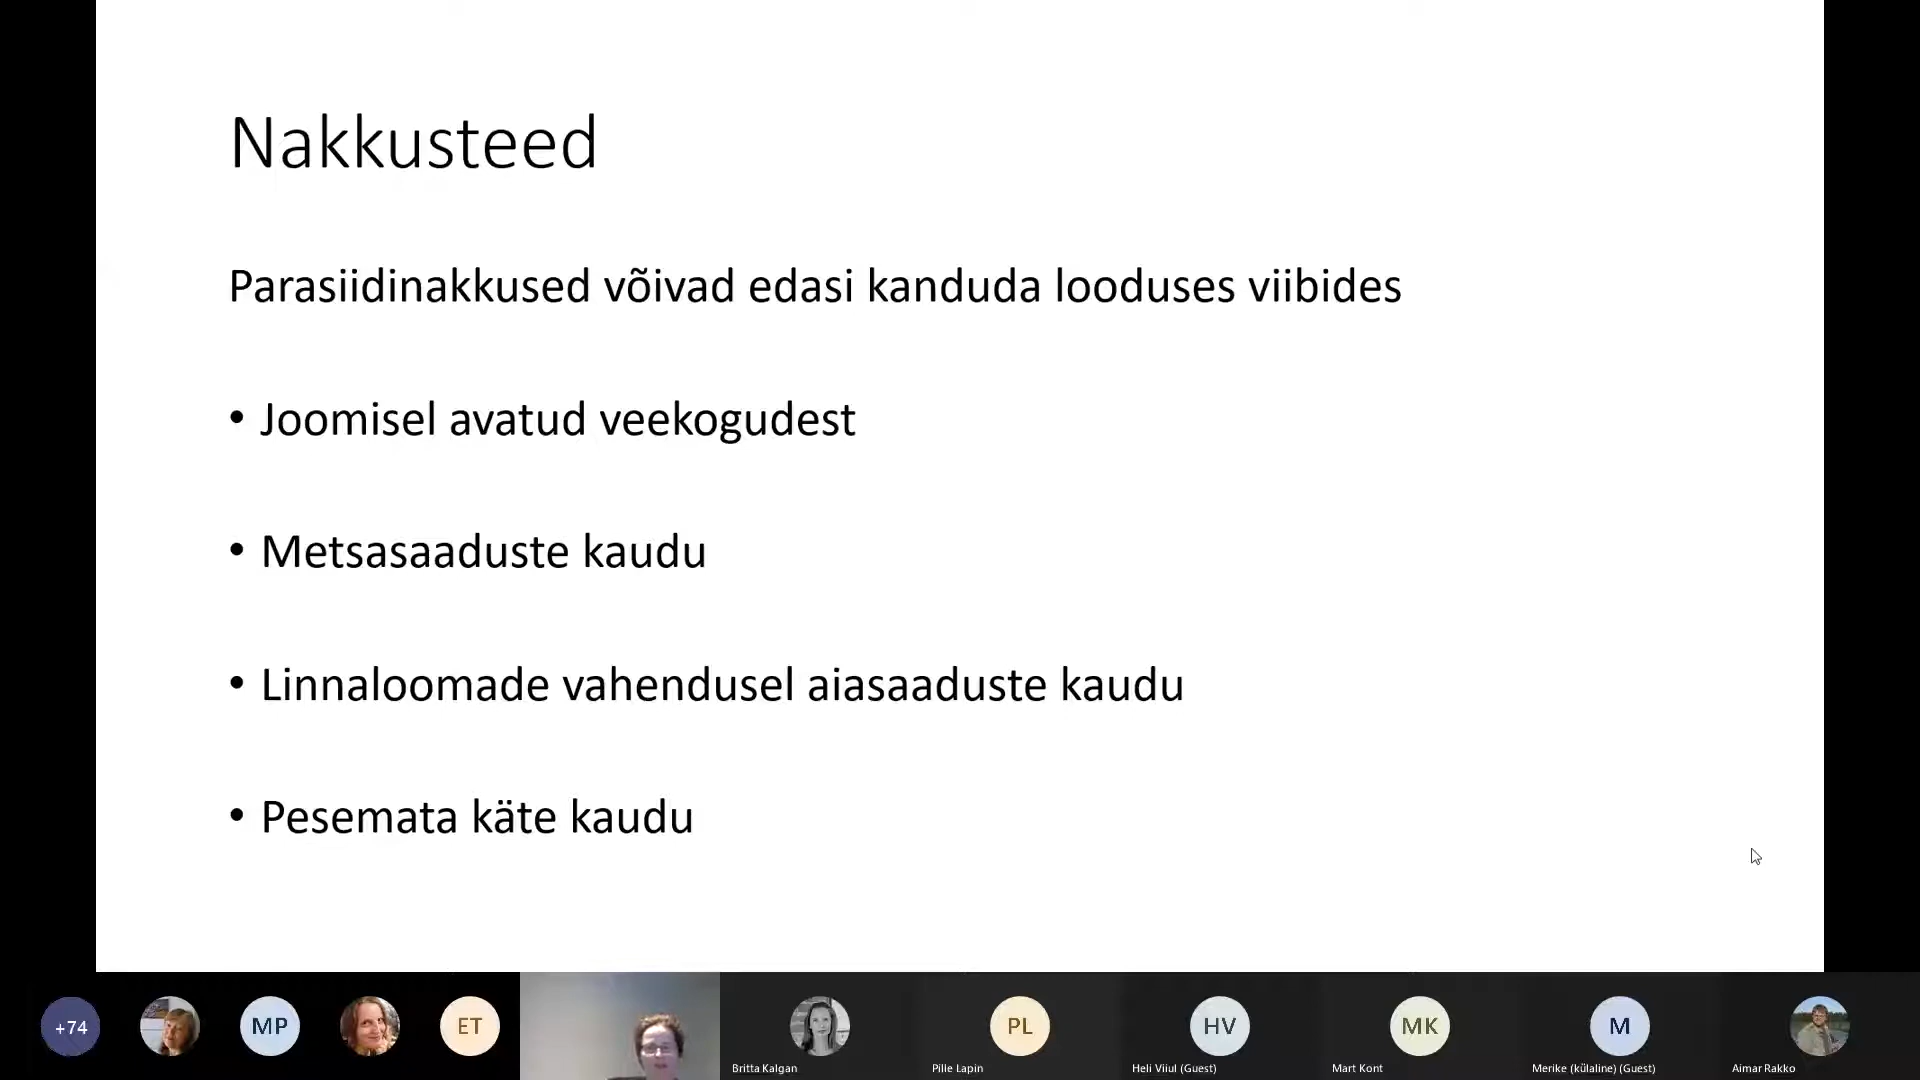 Nakkusteed
Parasiidinakkused võivad edasi kanduda looduses viibides
• Joomisel avatud veekogudest
• Metsasaaduste kaudu
• Linnaloomade vahendusel aiasaaduste kaudu
• Pesemata käte kaudu
+74
MP
ET
PL
HV
MK
M
Britta Kalgan
Pille Lapin
Heli Viiul (Guest)
Mart Kont
Merike (külaline) (Guest)
Aimar Rakko